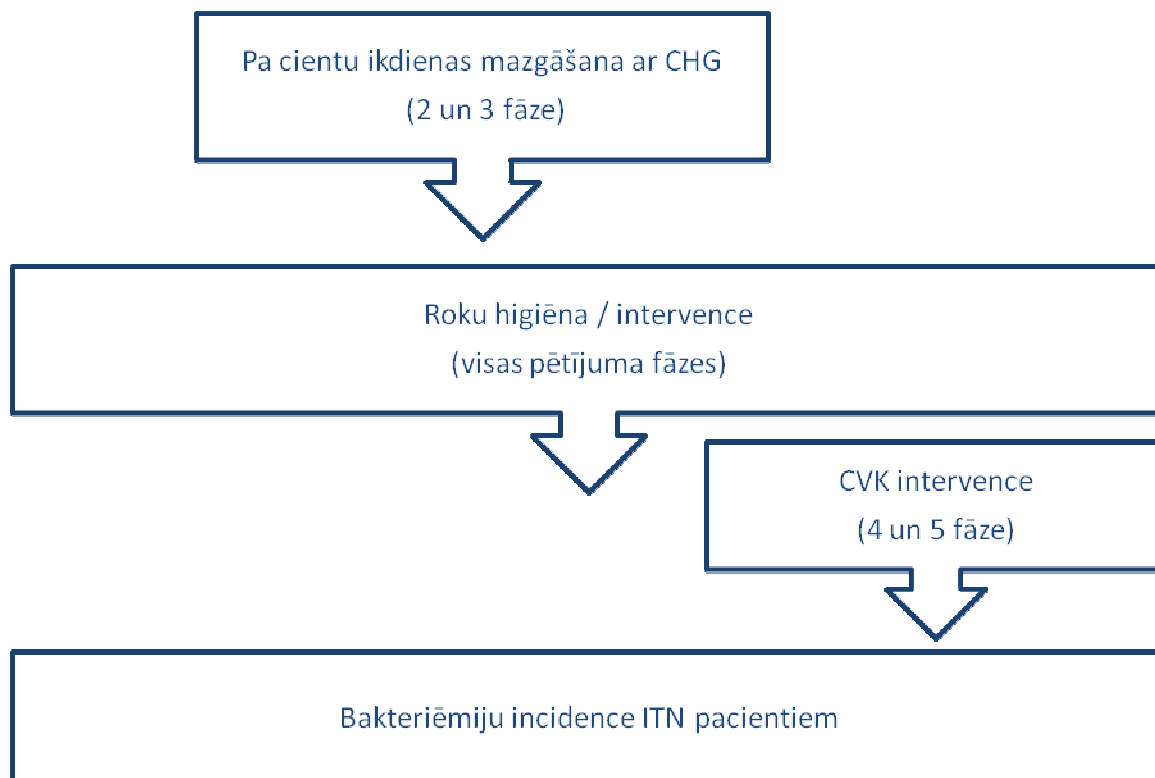 Pa cientu ikdienas mazgāšana ar CHG
(2 un 3 fāze)
Roku higiēna / intervence
(visas pētījuma fāzes)
CVK intervence
(4 un 5 fāze)
Bakteriēmiju incidence ITN pacientiem